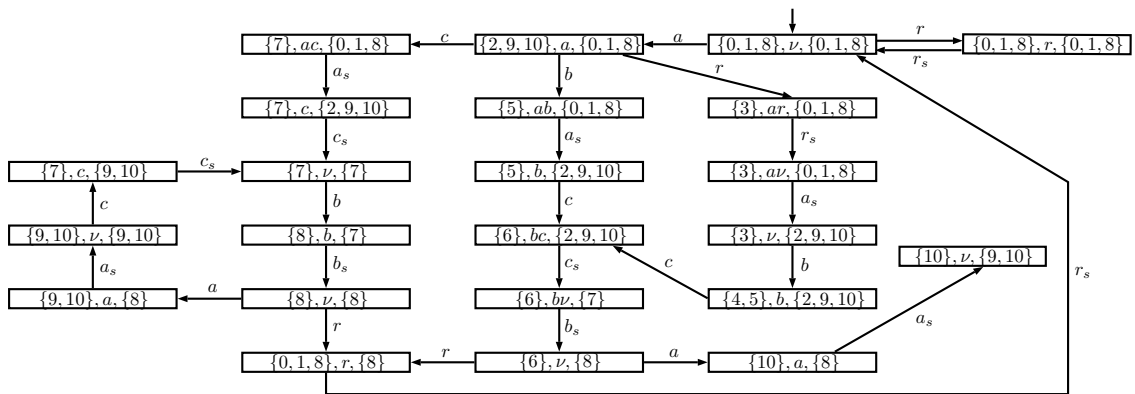 {7}, ac, {0, 1, 8} c {2, 9, 10}, a, {0, 1, 8} a {0, 1, 8}, ν, {0, 1, 8} r r_s {0, 1, 8}, r, {0, 1, 8}
a_s b r
{7}, c, {2, 9, 10} {5}, ab, {0, 1, 8} {3}, ar, {0, 1, 8}
c_s a_s r_s
{7}, c, {9, 10} c_s {7}, ν, {7} {5}, b, {2, 9, 10} {3}, aν, {0, 1, 8}
c b c a_s
{9, 10}, ν, {9, 10} {8}, b, {7} {6}, bc, {2, 9, 10} {3}, ν, {2, 9, 10} {10}, ν, {9, 10}
a_s b_s c_s c b r_s
{9, 10}, a, {8} a {8}, ν, {8} {6}, bν, {7} {4, 5}, b, {2, 9, 10}
r b_s a_s
{0, 1, 8}, r, {8} r {6}, ν, {8} a {10}, a, {8}